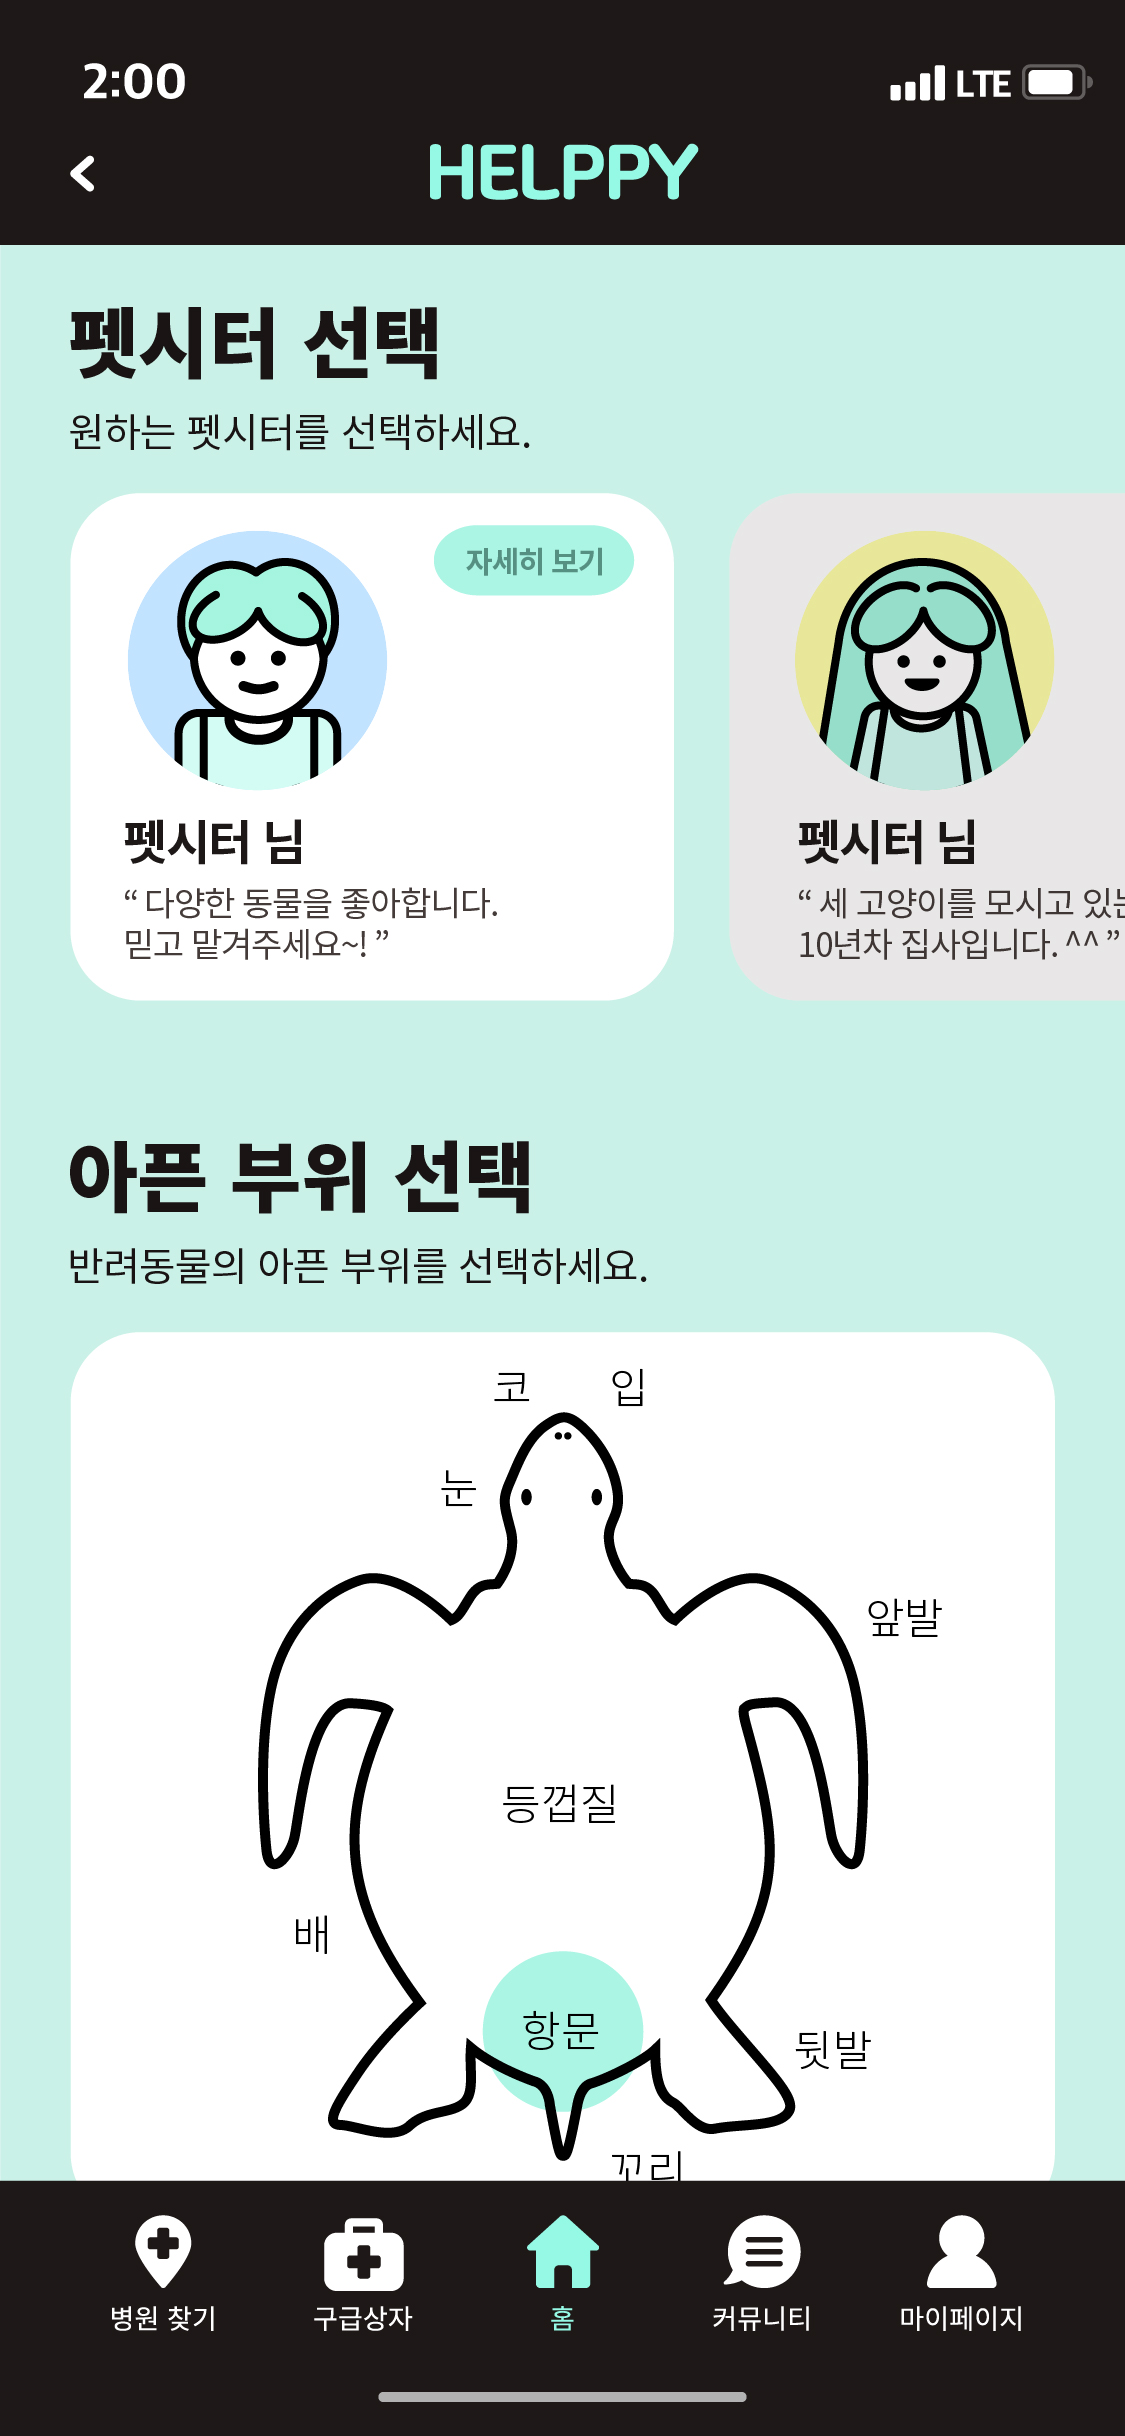 2:00
LTE
HELPPY
펫시터 선택
원하는 펫시터를 선택하세요.
자세히 보기
펫시터 님
“ 다양한 동물을 좋아합니다.
믿고 맡겨주세요~! ”
펫시터 님
“ 세 고양이를 모시고 있는
10년차 집사입니다. ^^ ”
아픈 부위 선택
반려동물의 아픈 부위를 선택하세요.
코
입
눈
앞발
등껍질
배
항문
뒷발
꼬리
병원 찾기
구급상자
홈
커뮤니티
마이페이지